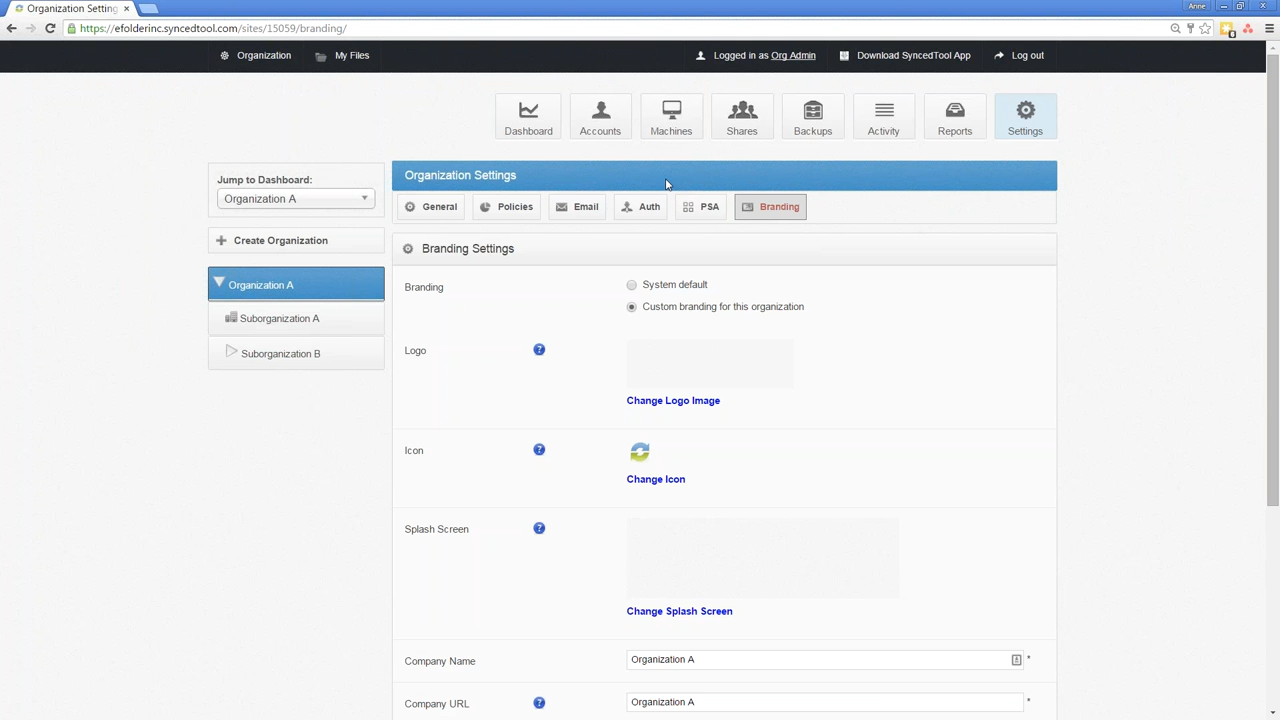 Organization Setting
Anne
https://efolderinc.syncedtool.com/sites/15059/branding/
Organization My Files Logged in as Org Admin Download SyncedTool App Log out
Dashboard Accounts Machines Shares Backups Activity Reports Settings
Jump to Dashboard:
Organization A
Create Organization
Organization A
Suborganization A
Suborganization B
Organization Settings
General Policies Email Auth PSA Branding
Branding Settings
Branding System default
Custom branding for this organization
Logo ?
Change Logo Image
Icon ?
Change Icon
Splash Screen ?
Change Splash Screen
Company Name Organization A *
Company URL ? Organization A *